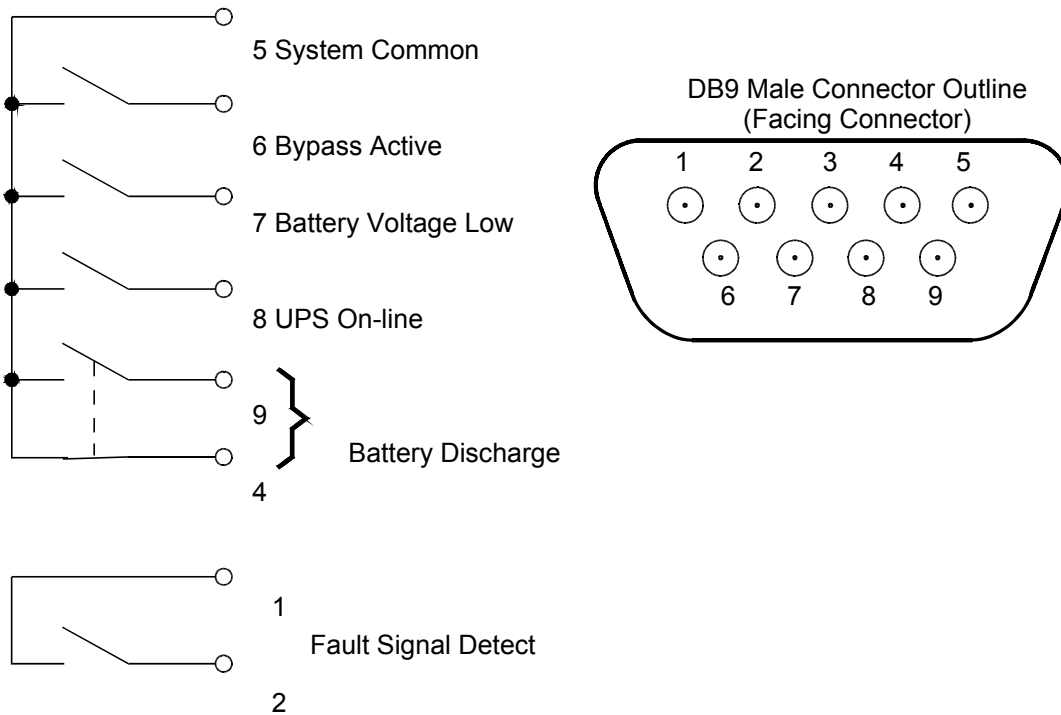 5 System Common
6 Bypass Active
7 Battery Voltage Low
8 UPS On-line
9
Battery Discharge
4
1
Fault Signal Detect
2
DB9 Male Connector Outline
(Facing Connector)
1 2 3 4 5
6 7 8 9